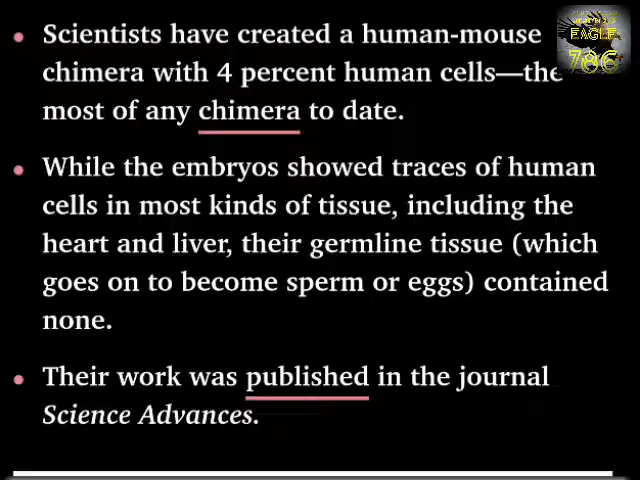 Scientists have created a human-mouse
chimera with 4 percent human cells—the
most of any chimera to date.
While the embryos showed traces of human
cells in most kinds of tissue, including the
heart and liver, their germline tissue (which
goes on to become sperm or eggs) contained
none.
Their work was published in the journal
Science Advances.
EAGLE
786